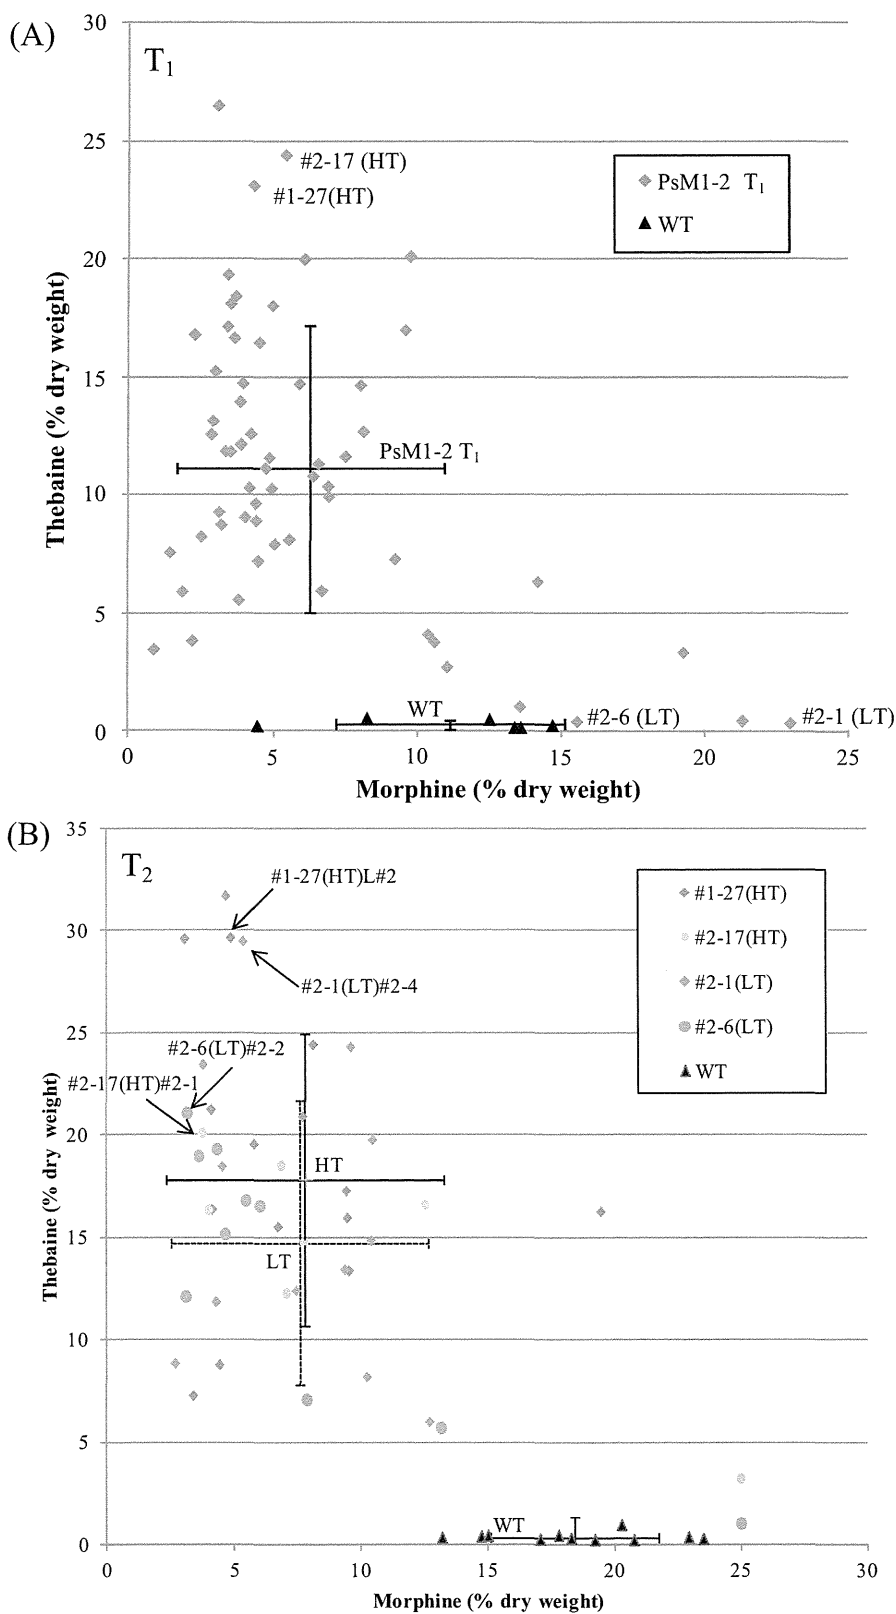 (A)
T1
30
25
20
15
10
5
0
Thebaine (% dry weight)
#2-17 (HT)
#1-27(HT)
PsM1-2 T1
WT
PsM1-2 T1
WT
#2-6 (LT)
#2-1 (LT)
0 5 10 15 20 25
Morphine (% dry weight)
(B)
T2
35
30
25
20
15
10
5
0
Thebaine (% dry weight)
#1-27(HT)L#2
#2-1(LT)#2-4
#2-6(LT)#2-2
#2-17(HT)#2-1
#1-27(HT)
#2-17(HT)
#2-1(LT)
#2-6(LT)
WT
HT
LT
WT
0 5 10 15 20 25 30
Morphine (% dry weight)